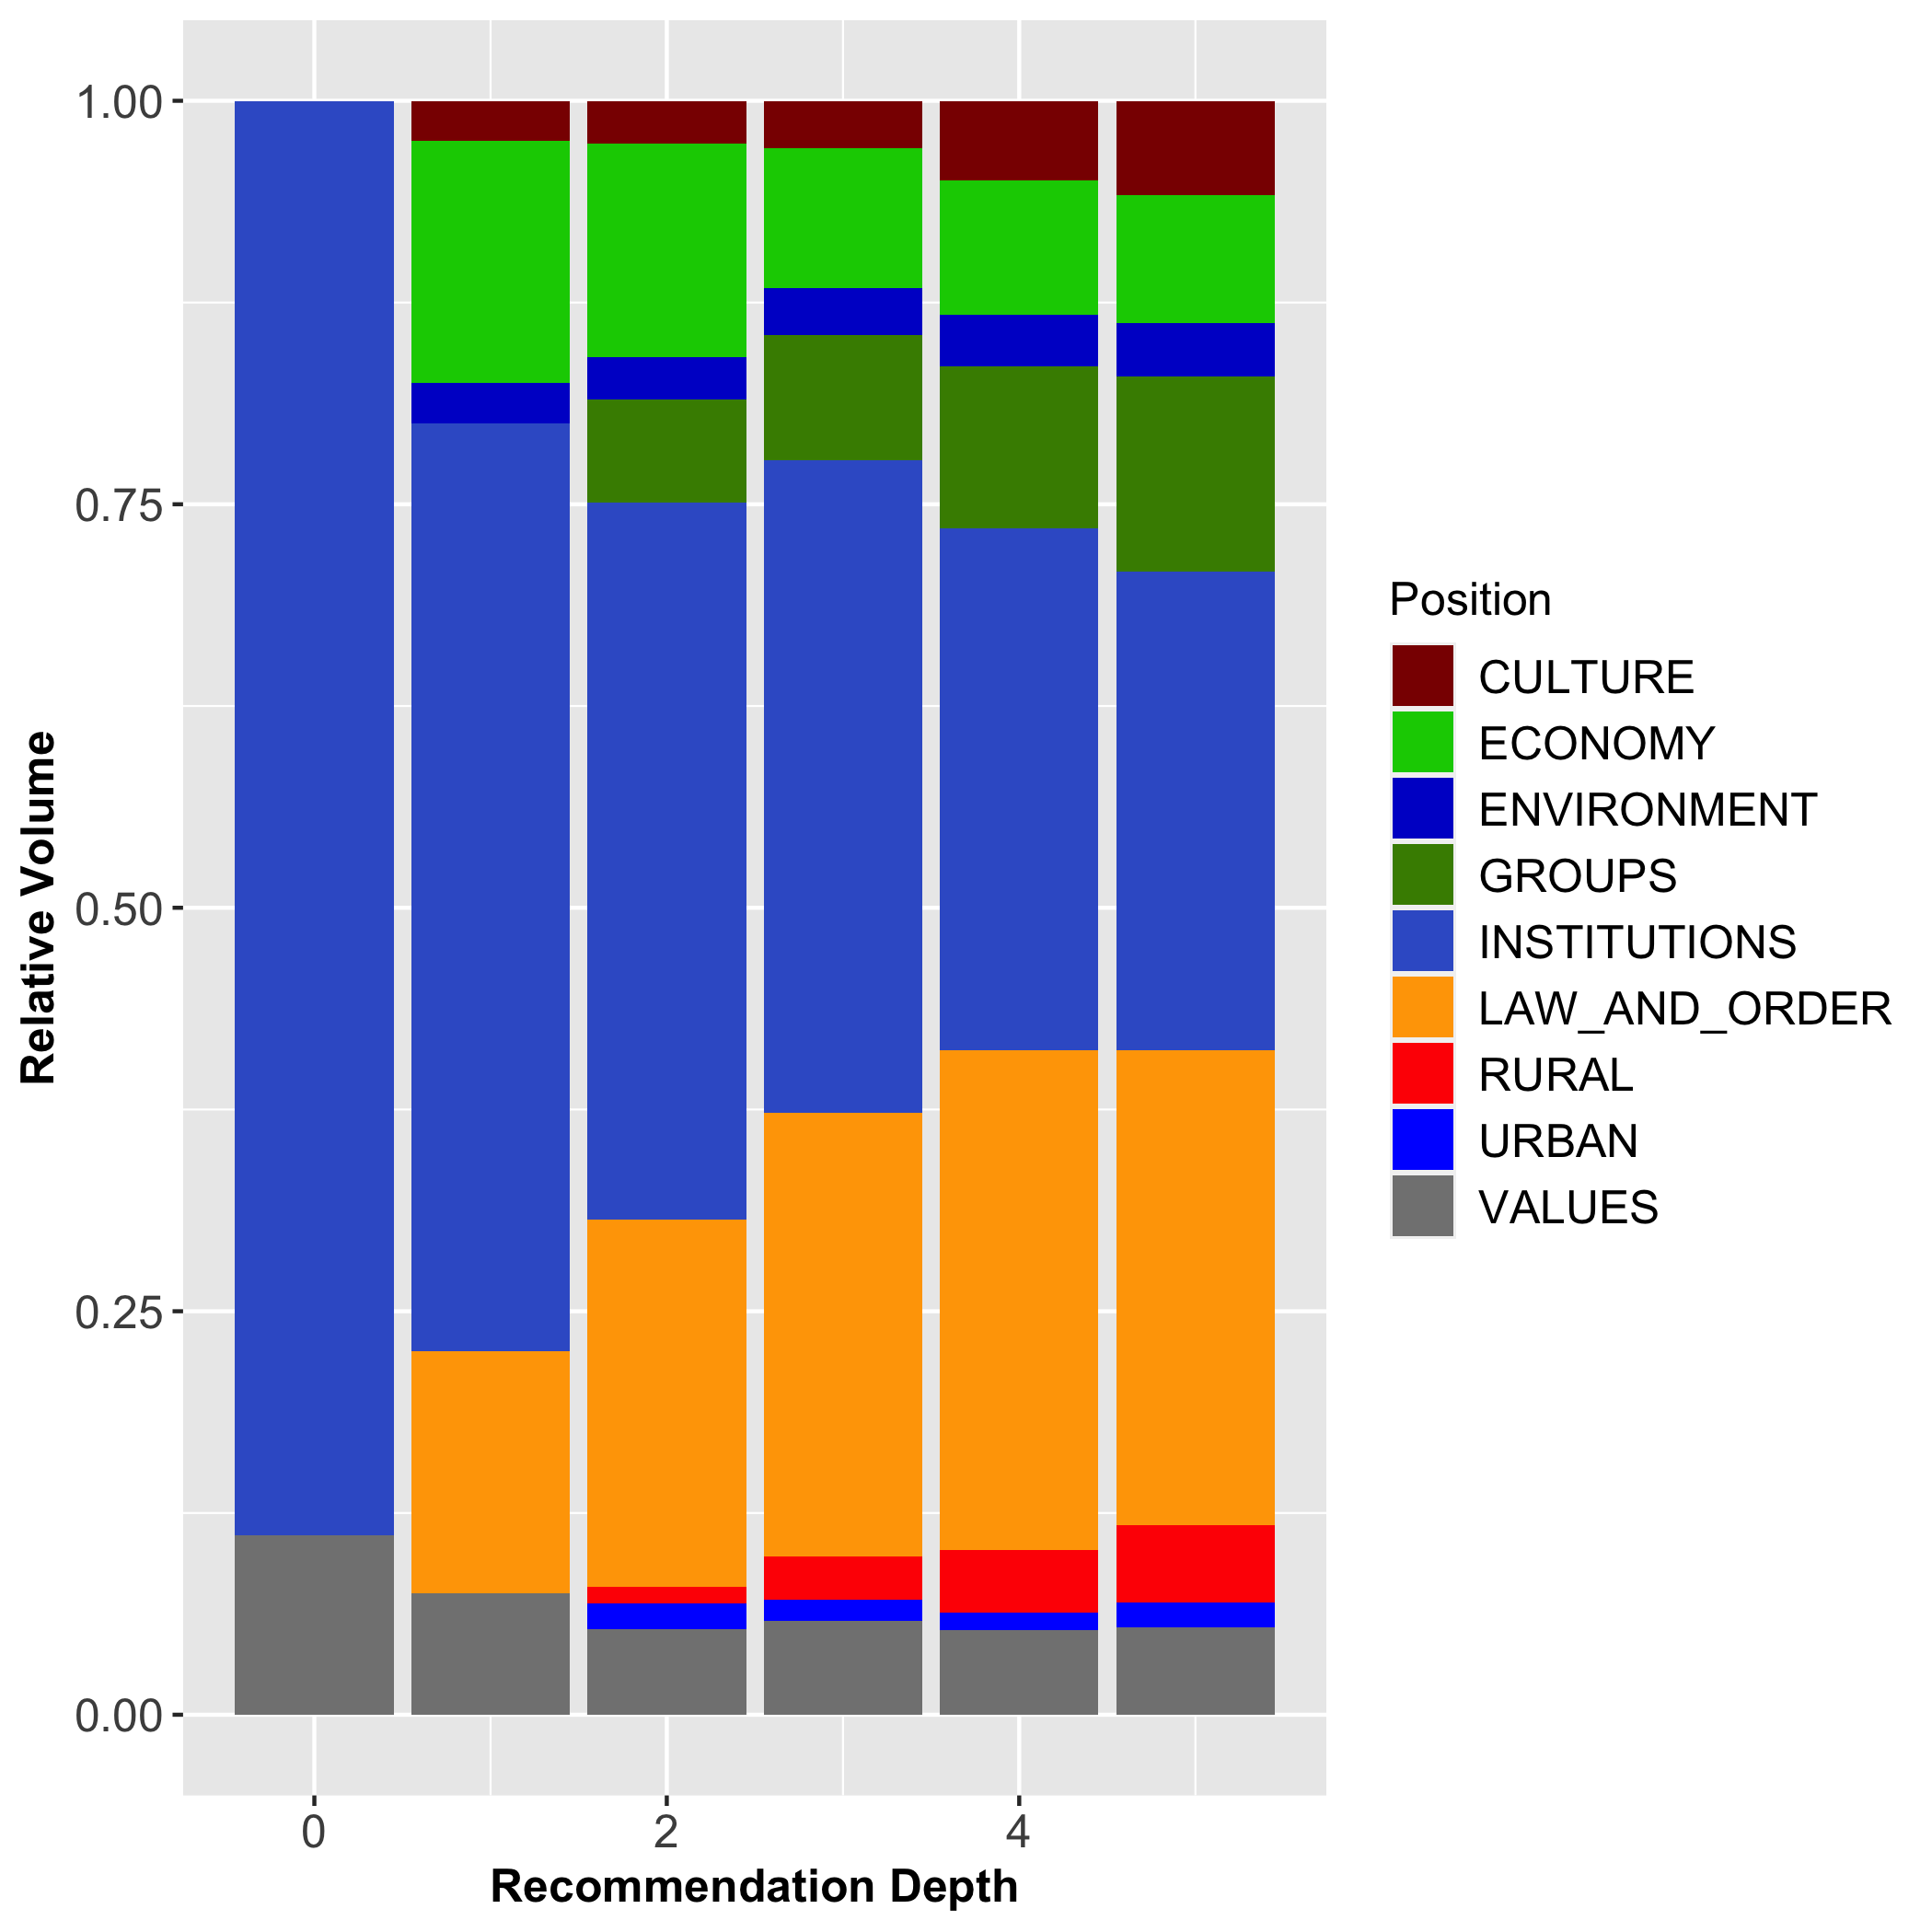 1.00
0.75
0.50
0.25
0.00
Relative Volume
0
2
4
Recommendation Depth
Position
CULTURE
ECONOMY
ENVIRONMENT
GROUPS
INSTITUTIONS
LAW_AND_ORDER
RURAL
URBAN
VALUES